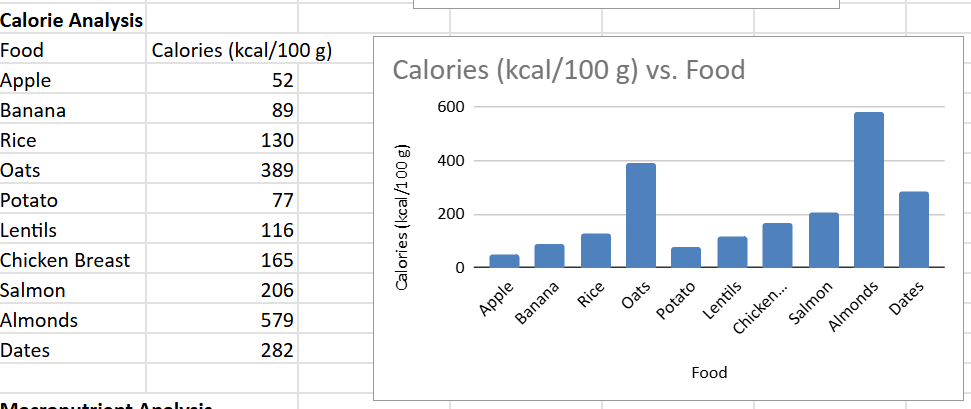 Calorie Analysis
Food Calories (kcal/100 g)
Apple 52
Banana 89
Rice 130
Oats 389
Potato 77
Lentils 116
Chicken Breast 165
Salmon 206
Almonds 579
Dates 282
Macronutrient Analysis
Calories (kcal/100 g) vs. Food
Calories (kcal/100 g)
600
400
200
0
Apple
Banana
Rice
Oats
Potato
Lentils
Chicken...
Salmon
Almonds
Dates
Food